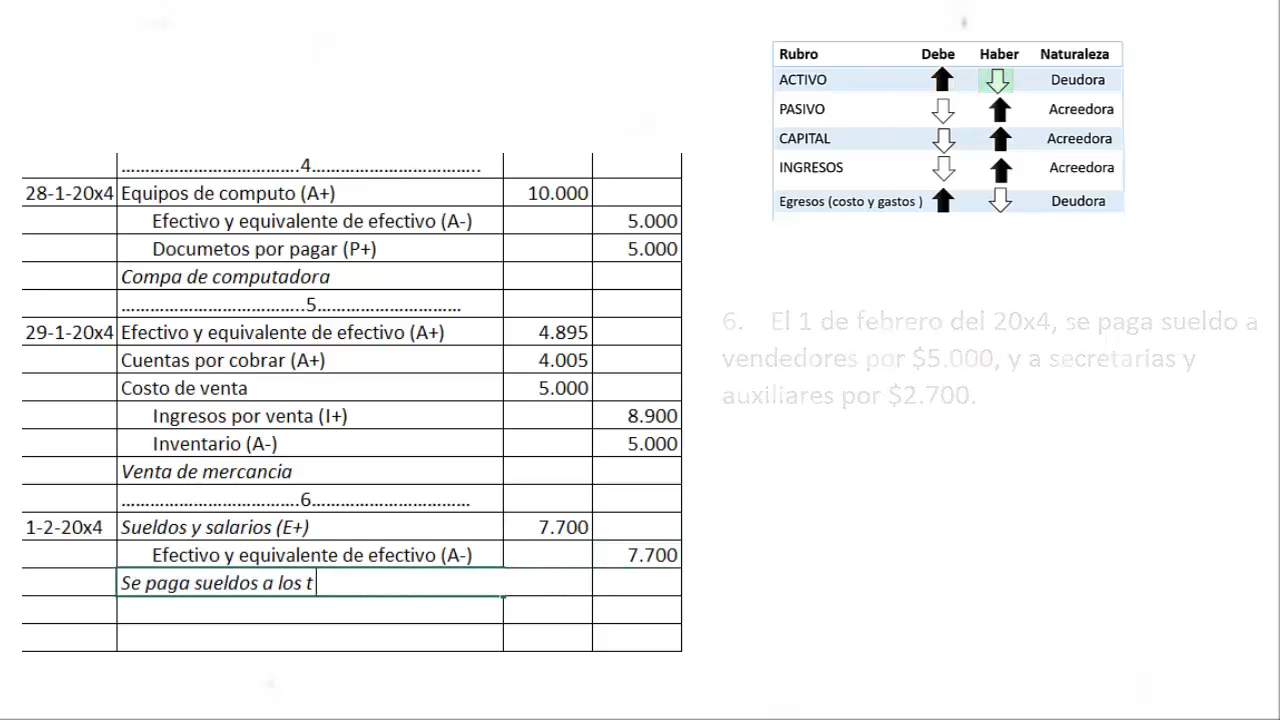 Rubro Debe Haber Naturaleza
ACTIVO Deudora
PASIVO Acreedora
CAPITAL Acreedora
INGRESOS Acreedora
Egresos (costo y gastos ) Deudora
……………………………….4……………………………..
28-1-20x4 Equipos de computo (A+) 10.000
Efectivo y equivalente de efectivo (A-) 5.000
Documetos por pagar (P+) 5.000
Compa de computadora
………………………………..5…………………………
29-1-20x4 Efectivo y equivalente de efectivo (A+) 4.895
Cuentas por cobrar (A+) 4.005
Costo de venta 5.000
Ingresos por venta (I+) 8.900
Inventario (A-) 5.000
Venta de mercancia
……………………………….6……………………………
1-2-20x4 Sueldos y salarios (E+) 7.700
Efectivo y equivalente de efectivo (A-) 7.700
Se paga sueldos a los t
6. El 1 de febrero del 20x4, se paga sueldo a
vendedores por $5.000, y a secretarias y
auxiliares por $2.700.